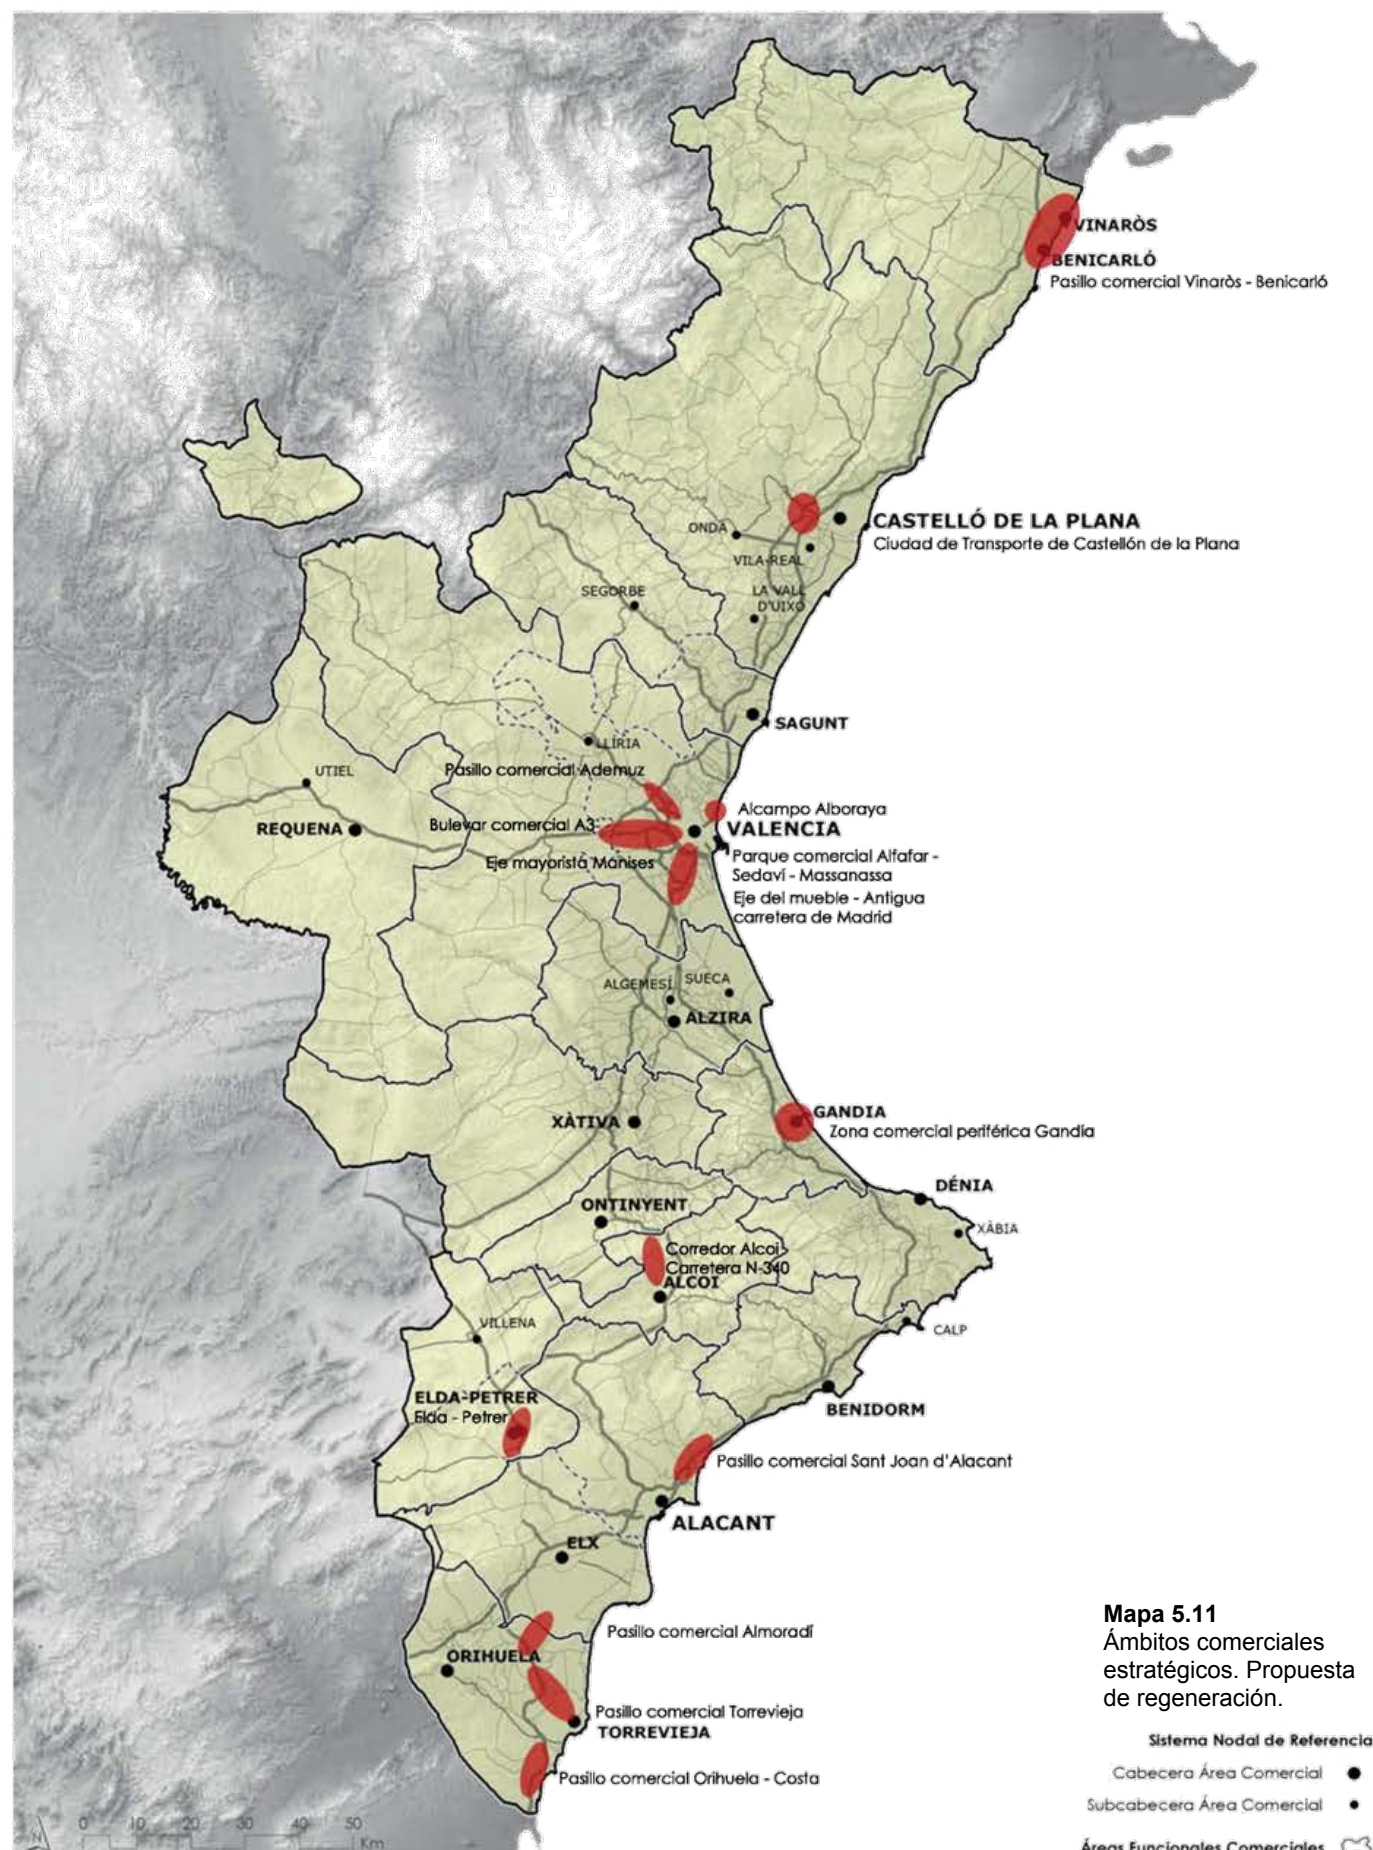 VINARÒS
BENICARLÓ
Pasillo comercial Vinaròs - Benicarló
ONDA
CASTELLÓ DE LA PLANA
Ciudad de Transporte de Castellón de la Plana
VILA-REAL
SEGORBE
LA VALL
D'UIXÓ
SAGUNT
LLÍRIA
UTIEL
Pasillo comercial Ademuz
Alcampo Alboraya
REQUENA
Bulevar comercial A3
VALENCIA
Eje mayorista Manises
Parque comercial Alfafar -
Sedaví - Massanassa
Eje del mueble - Antigua
carretera de Madrid
ALGEMESÍ
SUECA
ALZIRA
XÀTIVA
GANDIA
Zona comercial periférica Gandía
DÉNIA
ONTINYENT
XÀBIA
Corredor Alcoi-
Carretera N-340
ALCOI
VILLENA
CALP
ELDA-PETRER
Elda - Petrer
BENIDORM
Pasillo comercial Sant Joan d'Alacant
ALACANT
ELX
Pasillo comercial Almoradí
ORIHUELA
Pasillo comercial Torrevieja
TORREVIEJA
Pasillo comercial Orihuela - Costa
Mapa 5.11
Ámbitos comerciales
estratégicos. Propuesta
de regeneración.
Sistema Nodal de Referencia
Cabecera Área Comercial
Subcabecera Área Comercial
Áreas Funcionales Comerciales
N
0 10 20 30 40 50
Km